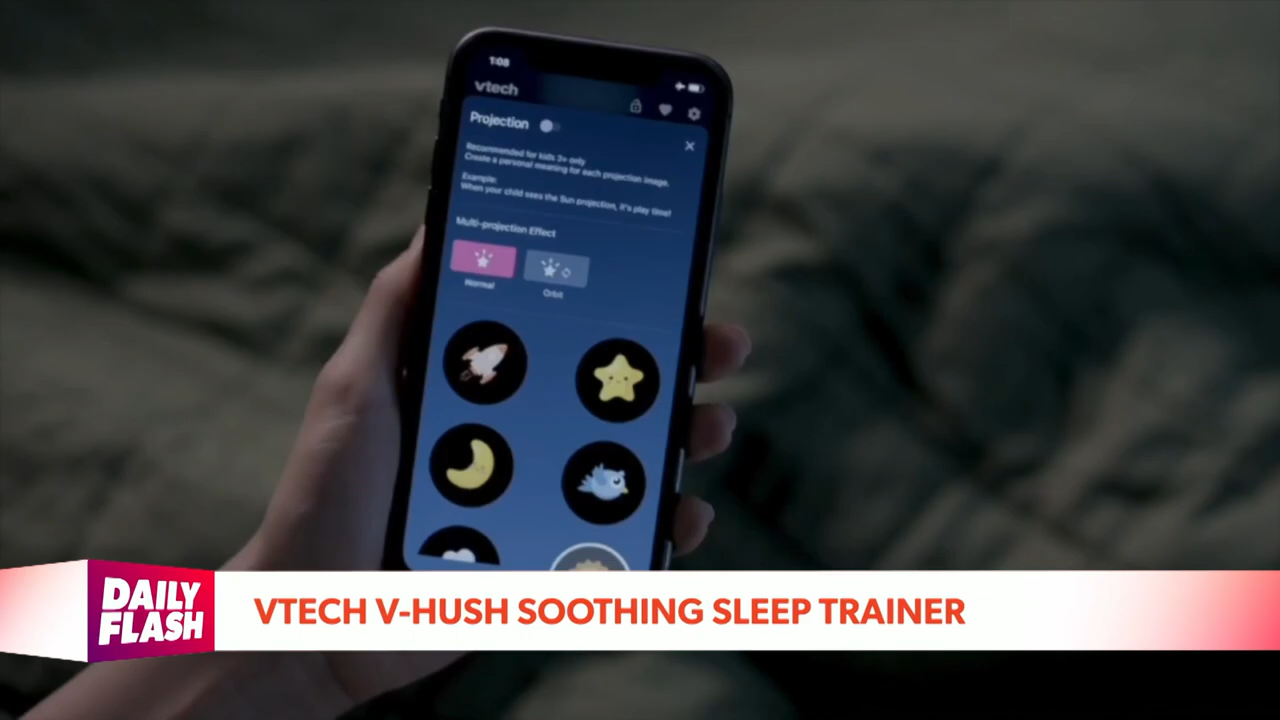 1:08
vtech
Projection
Recommended for kids 3+ only
Create a personal meaning for each projection image.
Example:
When your child sees the Sun projection, it's play time!
Multi-projection Effect
Normal
Orbit
DAILY
FLASH
VTECH V-HUSH SOOTHING SLEEP TRAINER